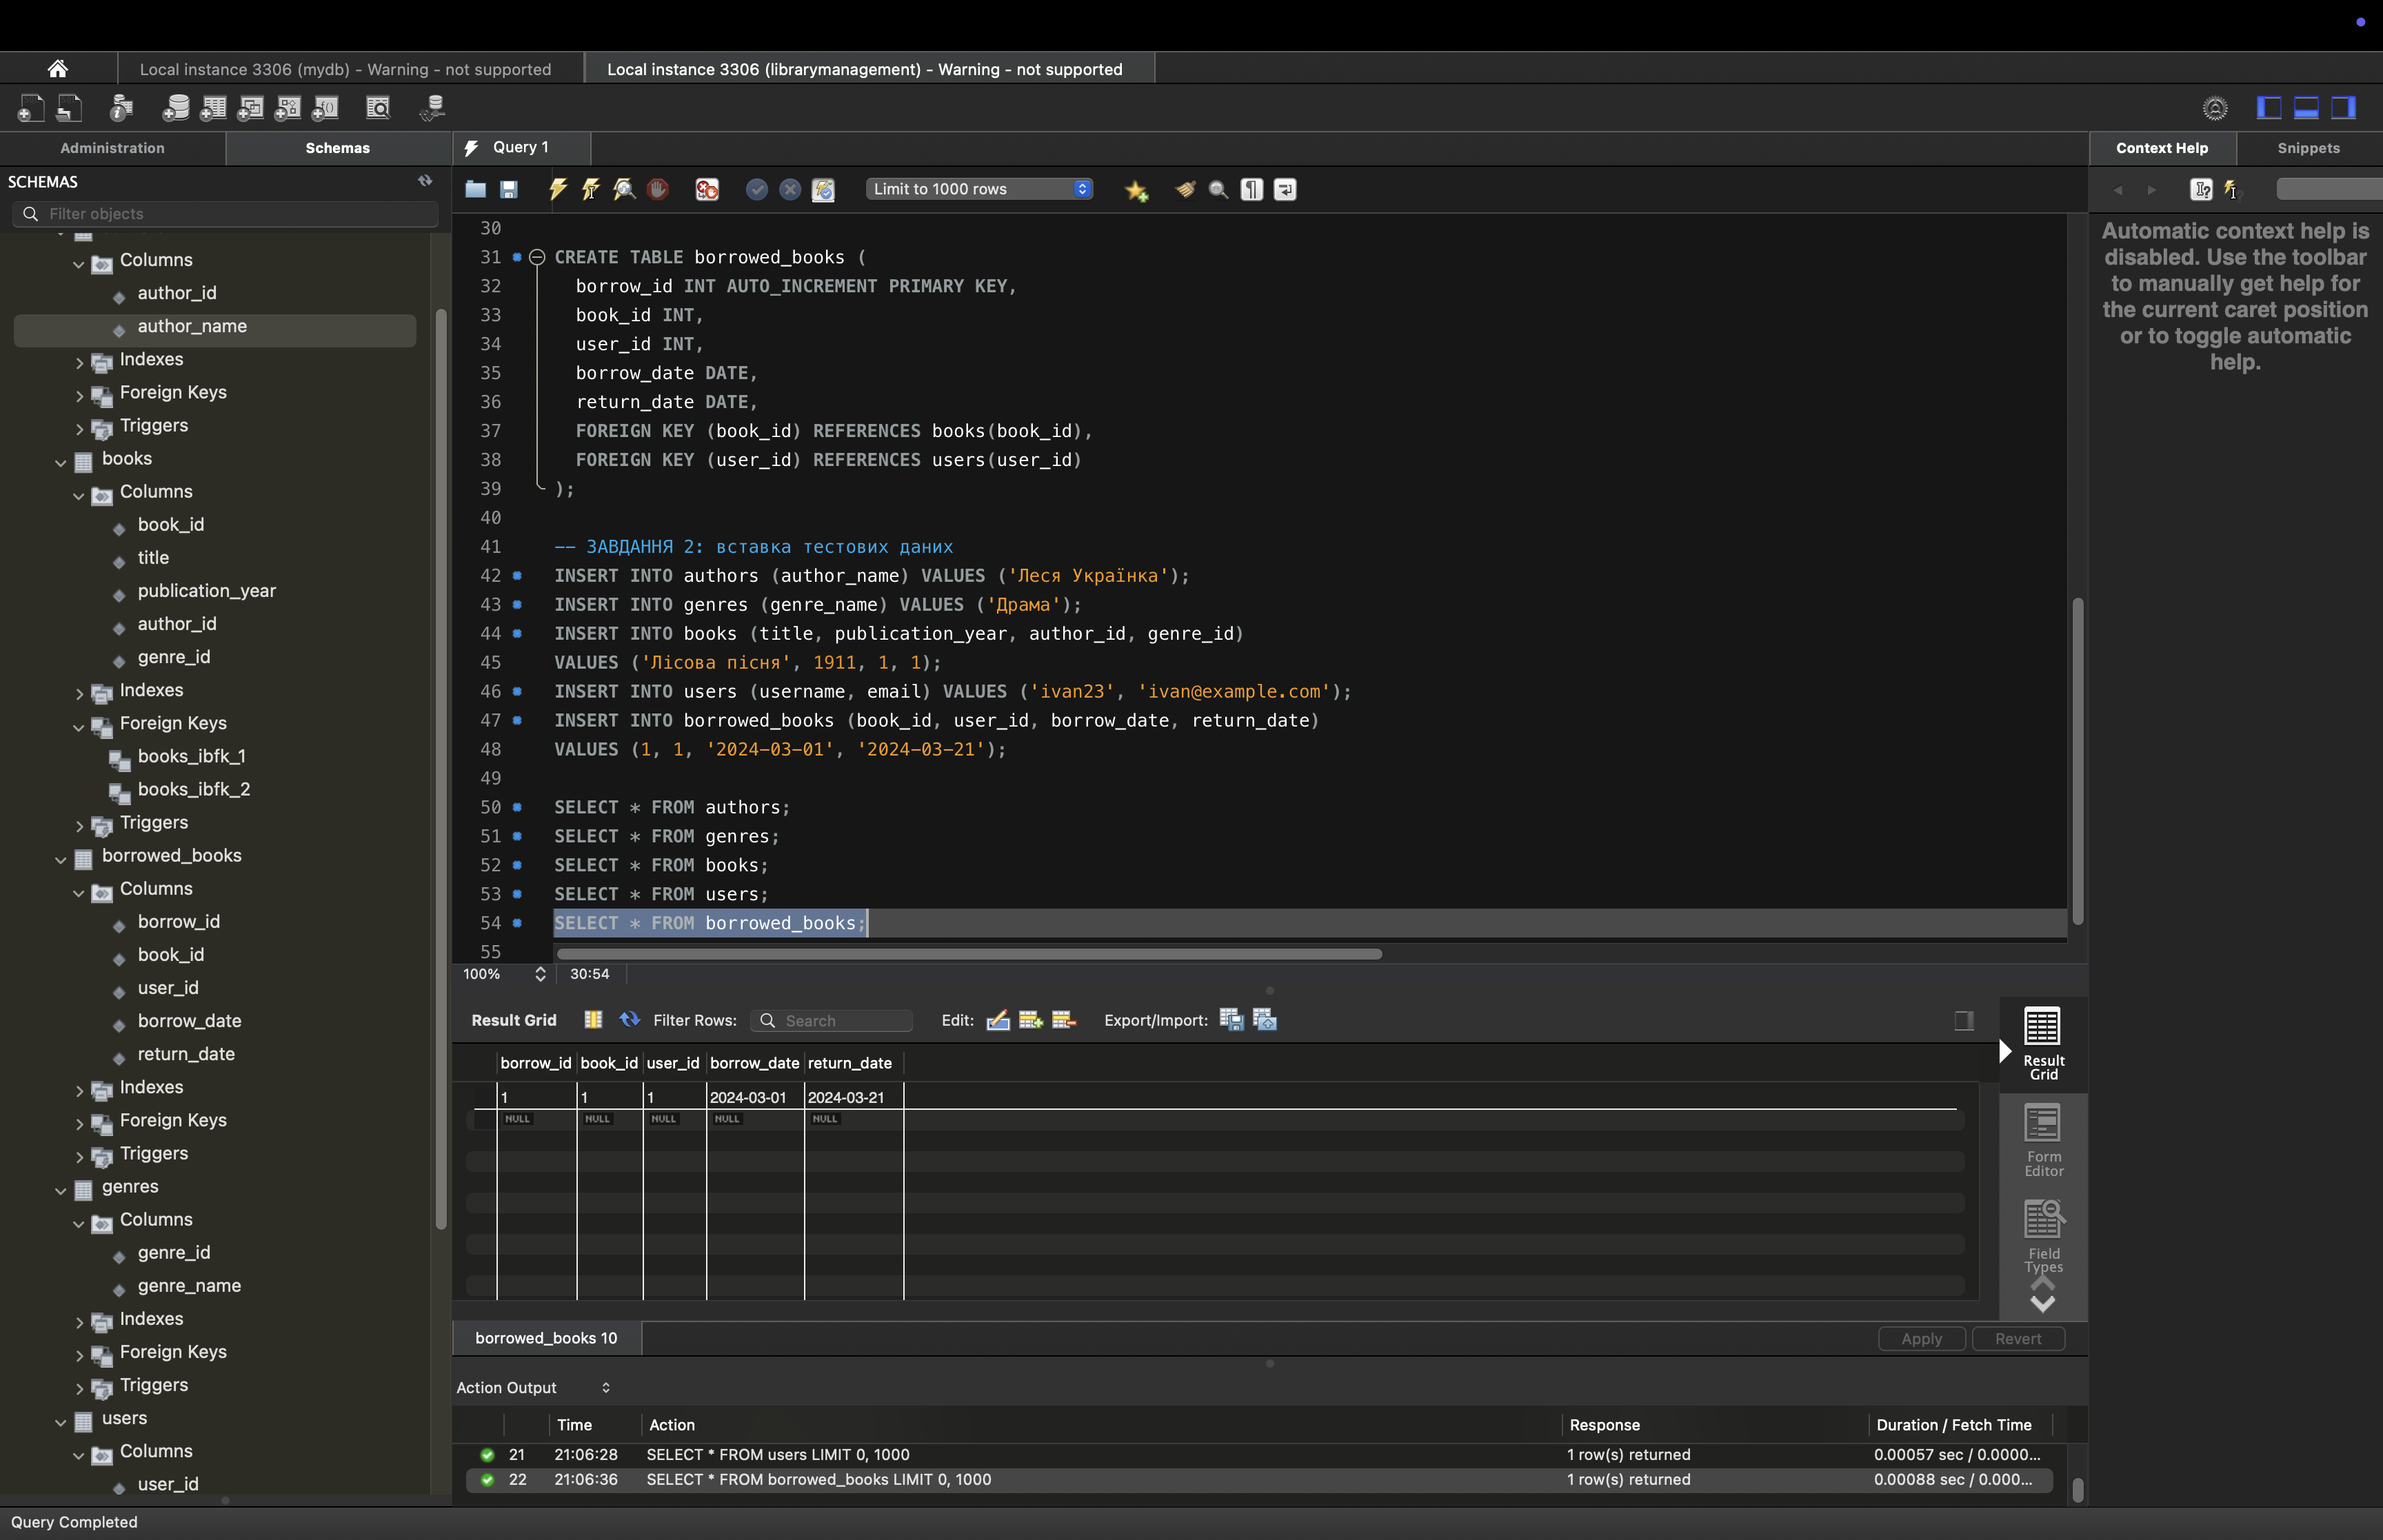 Local instance 3306 (mydb) - Warning - not supported
Local instance 3306 (librarymanagement) - Warning - not supported
Administration
Schemas
Query 1
Context Help
Snippets
SCHEMAS
Filter objects
Limit to 1000 rows
Columns
author_id
author_name
Indexes
Foreign Keys
Triggers
books
Columns
book_id
title
publication_year
author_id
genre_id
Indexes
Foreign Keys
books_ibfk_1
books_ibfk_2
Triggers
borrowed_books
Columns
borrow_id
book_id
user_id
borrow_date
return_date
Indexes
Foreign Keys
Triggers
genres
Columns
genre_id
genre_name
Indexes
Foreign Keys
Triggers
users
Columns
user_id
30
31 CREATE TABLE borrowed_books (
32 borrow_id INT AUTO_INCREMENT PRIMARY KEY,
33 book_id INT,
34 user_id INT,
35 borrow_date DATE,
36 return_date DATE,
37 FOREIGN KEY (book_id) REFERENCES books(book_id),
38 FOREIGN KEY (user_id) REFERENCES users(user_id)
39 );
40
41 -- ЗАВДАННЯ 2: вставка тестових даних
42 INSERT INTO authors (author_name) VALUES ('Леся Українка');
43 INSERT INTO genres (genre_name) VALUES ('Драма');
44 INSERT INTO books (title, publication_year, author_id, genre_id)
45 VALUES ('Лісова пісня', 1911, 1, 1);
46 INSERT INTO users (username, email) VALUES ('ivan23', 'ivan@example.com');
47 INSERT INTO borrowed_books (book_id, user_id, borrow_date, return_date)
48 VALUES (1, 1, '2024-03-01', '2024-03-21');
49
50 SELECT * FROM authors;
51 SELECT * FROM genres;
52 SELECT * FROM books;
53 SELECT * FROM users;
54 SELECT * FROM borrowed_books;
55
100% 30:54
Result Grid Filter Rows: Search Edit: Export/Import:
borrow_id book_id user_id borrow_date return_date
1 1 1 2024-03-01 2024-03-21
NULL NULL NULL NULL NULL
Result
Grid
Form
Editor
Field
Types
borrowed_books 10
Apply Revert
Action Output
Time Action Response Duration / Fetch Time
21 21:06:28 SELECT * FROM users LIMIT 0, 1000 1 row(s) returned 0.00057 sec / 0.0000...
22 21:06:36 SELECT * FROM borrowed_books LIMIT 0, 1000 1 row(s) returned 0.00088 sec / 0.000...
Automatic context help is
disabled. Use the toolbar
to manually get help for
the current caret position
or to toggle automatic
help.
Query Completed